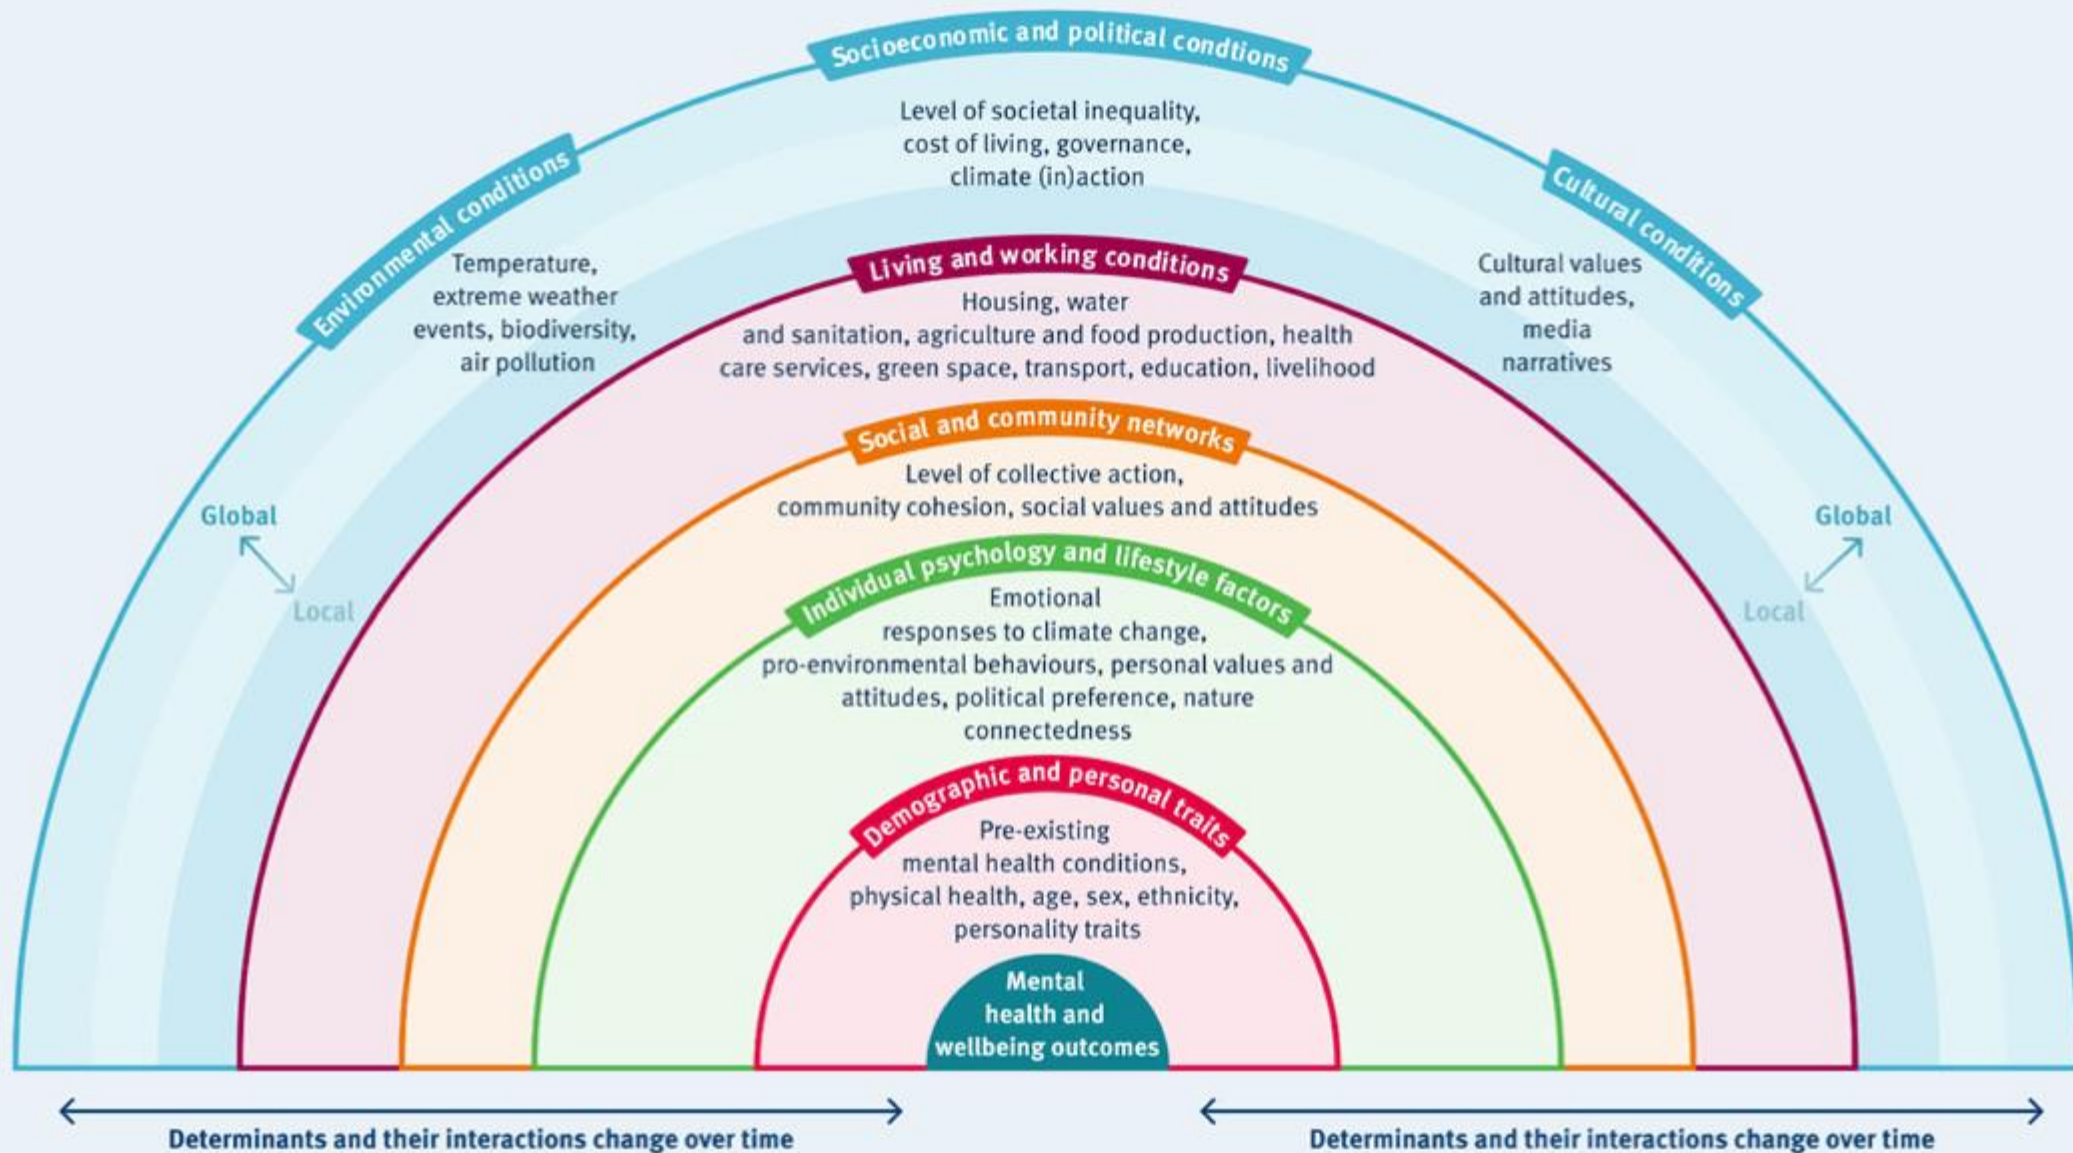 Socioeconomic and political condtions
Level of societal inequality,
cost of living, governance,
climate (in)action
Environmental conditions
Temperature,
extreme weather
events, biodiversity,
air pollution
Cultural conditions
Cultural values
and attitudes,
media
narratives
Living and working conditions
Housing, water
and sanitation, agriculture and food production, health
care services, green space, transport, education, livelihood
Social and community networks
Level of collective action,
community cohesion, social values and attitudes
Global
Local
Global
Local
Individual psychology and lifestyle factors
Emotional
responses to climate change,
pro-environmental behaviours, personal values and
attitudes, political preference, nature
connectedness
Demographic and personal traits
Pre-existing
mental health conditions,
physical health, age, sex, ethnicity,
personality traits
Mental
health and
wellbeing outcomes
Determinants and their interactions change over time
Determinants and their interactions change over time